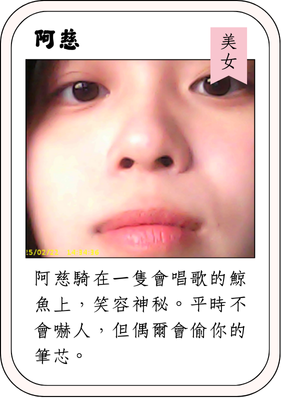 阿慈
美女
阿慈騎在一隻會唱歌的鯨
魚上，笑容神秘。平時不
會嚇人，但偶爾會偷你的
筆芯。